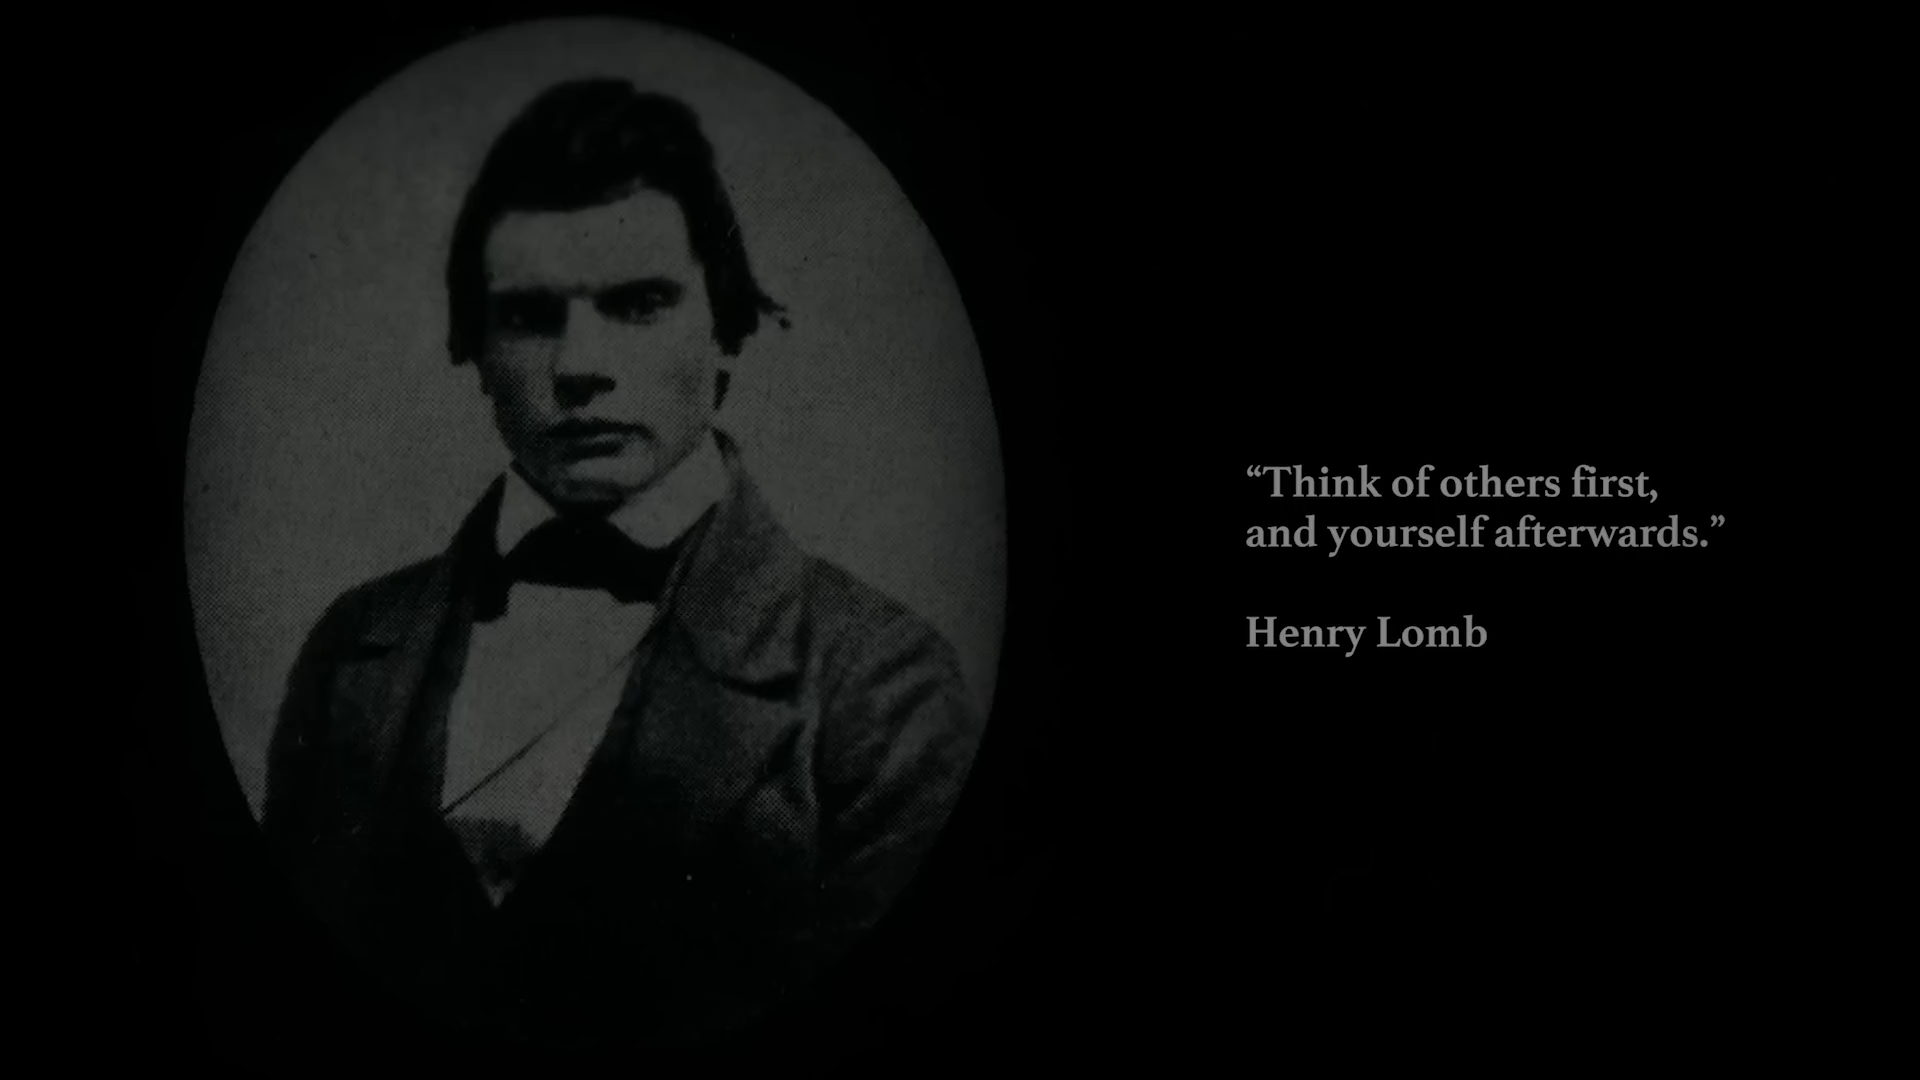 “Think of others first,
and yourself afterwards.”
Henry Lomb